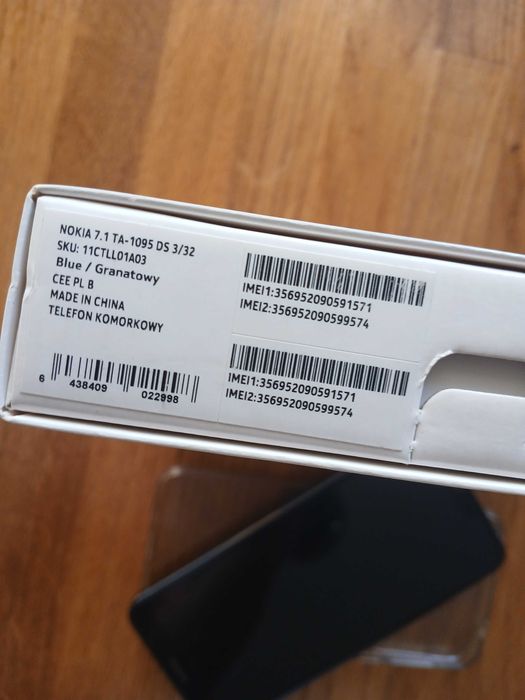 NOKIA 7.1 TA-1095 DS 3/32
SKU: 11CTLL01A03
Blue / Granatowy
CEE PL B
MADE IN CHINA
TELEFON KOMORKOWY
6 438409 022998
IMEI1:356952090591571
IMEI2:356952090599574
IMEI1:356952090591571
IMEI2:356952090599574